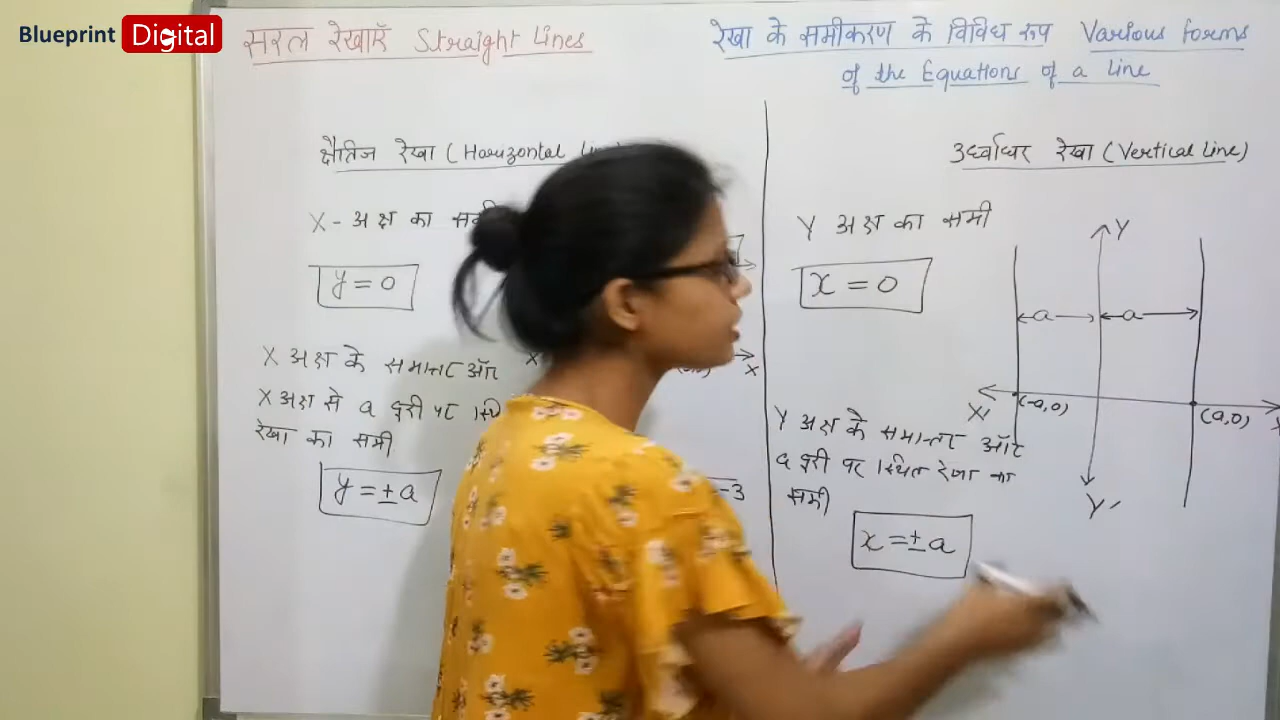 Blueprint Digital
सरल रेखाएँ Straight Lines
रेखा के समीकरण के विविध रूप Various forms
of the Equations of a Line
क्षैतिज रेखा (Horizontal
X - अक्ष का
y = 0
X अक्ष के समान्तर और
X अक्ष से a दूरी पर
रेखा का समी
y = ± a
X
-3
उर्ध्वाधर रेखा (Vertical Line)
Y अक्ष का समी
x = 0
Y अक्ष के समान्तर और
a दूरी पर स्थित रेखा का
समी
x = ± a
Y
a
a
X'
(-a,0)
(a,0)
Y'